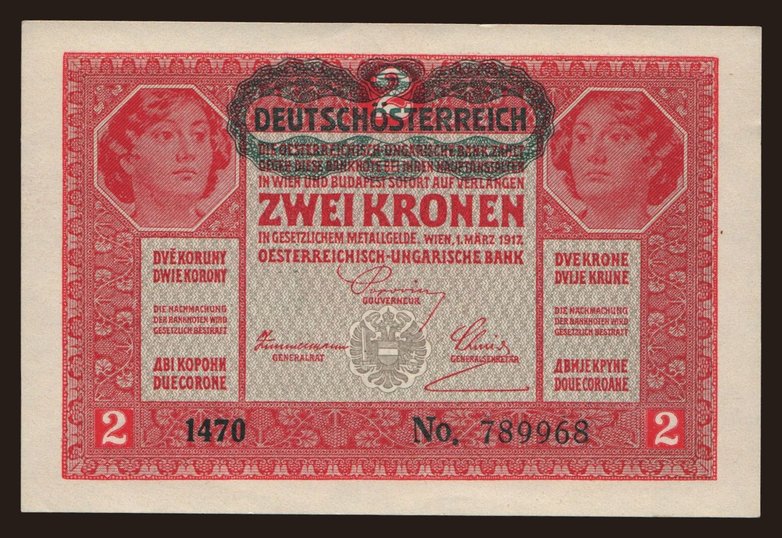 2
DEUTSCHÖSTERREICH
DIE OESTERREICHISCH-UNGARISCHE BANK ZAHLT
GEGEN DIESE BANKNOTE BEI IHREN HAUPTANSTALTEN
IN WIEN UND BUDAPEST SOFORT AUF VERLANGEN
ZWEI KRONEN
IN GESETZLICHEM METALLGELDE. WIEN, 1. MÄRZ 1917.
OESTERREICHISCH-UNGARISCHE BANK
DVĚ KORUNY
DWIE KORONY
DIE NACHMACHUNG
DER BANKNOTEN WIRD
GESETZLICH BESTRAFT
ДВІ КОРОНИ
DUE CORONE
GOUVERNEUR
Zimmermann
GENERALRAT
GENERALSEKRETÄR
DVE KRONE
DVIJE KRUNE
DIE NACHMACHUNG
DER BANKNOTEN WIRD
GESETZLICH BESTRAFT
ДВИЈЕ КРУНЕ
DOUE COROANE
2 1470 No. 789968 2